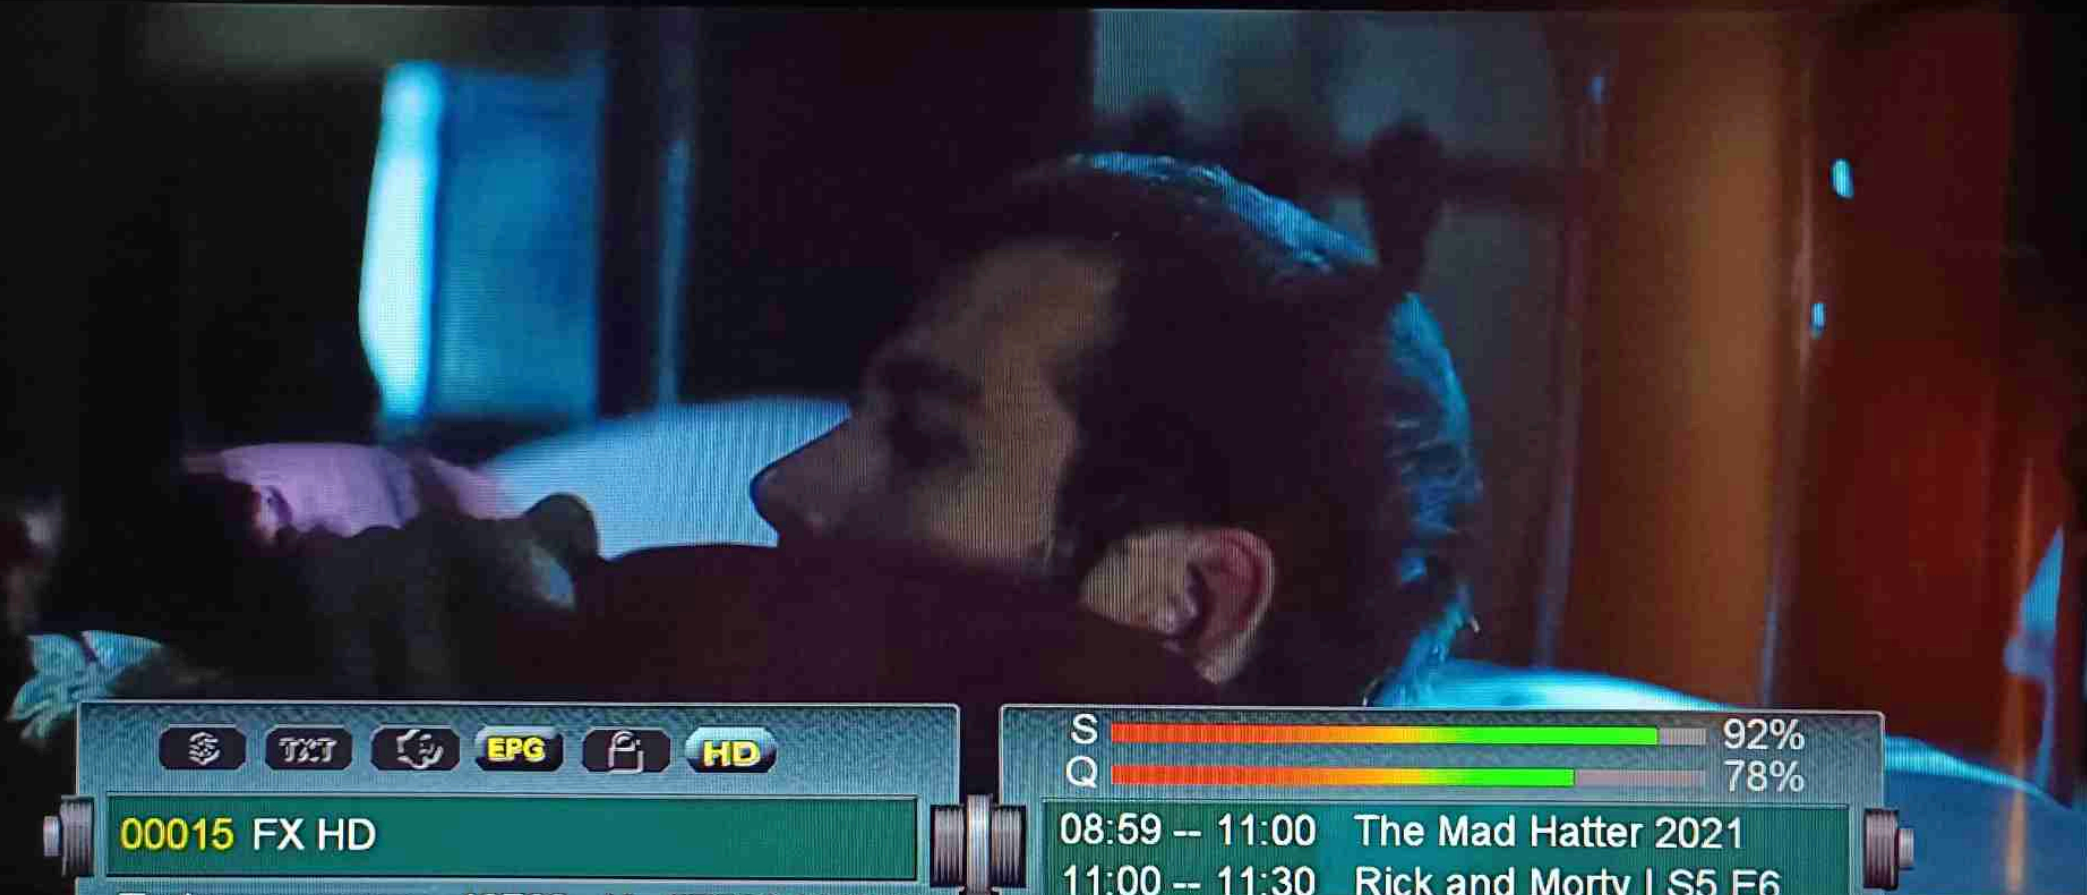 TXT EPG HD
S 92%
Q 78%
00015 FX HD
08:59 -- 11:00 The Mad Hatter 2021
11:00 -- 11:30 Rick and Morty | S5 E6